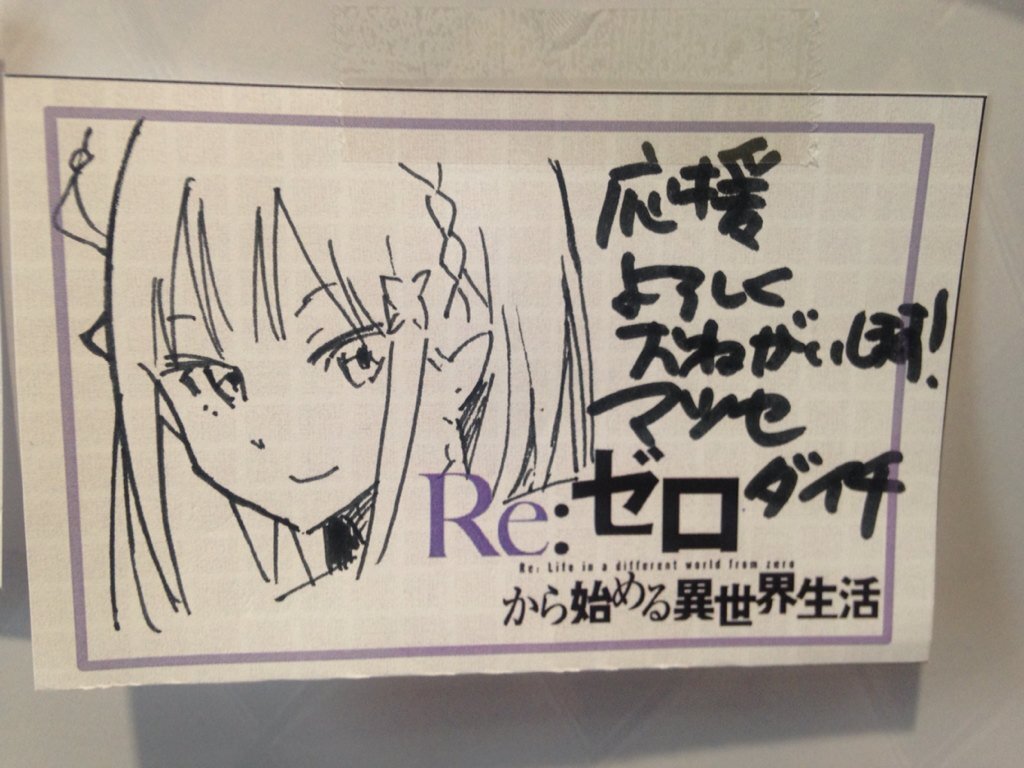 応援
よろしく
おねがいします!
マツセ
ダイチ
Re:ゼロ
Re: Life in a different world from zero
から始める異世界生活